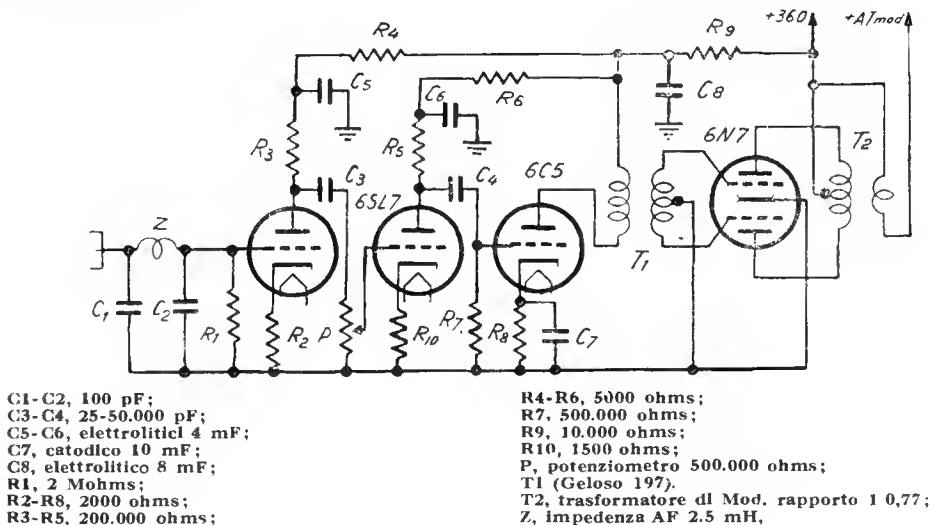 R4
R9
+360
+ATmod
C5
C6
R6
C8
6N7
T2
R3
R5
C3
C4
6SL7
6C5
Z
T1
C1
C2
R1
R2
P
R10
R7
R8
C7
C1-C2, 100 pF;
C3-C4, 25-50.000 pF;
C5-C6, elettrolitici 4 mF;
C7, catodico 10 mF;
C8, elettrolitico 8 mF;
R1, 2 Mohms;
R2-R8, 2000 ohms;
R3-R5, 200.000 ohms;
R4-R6, 5000 ohms;
R7, 500.000 ohms;
R9, 10.000 ohms;
R10, 1500 ohms;
P, potenziometro 500.000 ohms;
T1 (Geloso 197).
T2, trasformatore di Mod. rapporto 1 0,77;
Z, impedenza AF 2.5 mH,